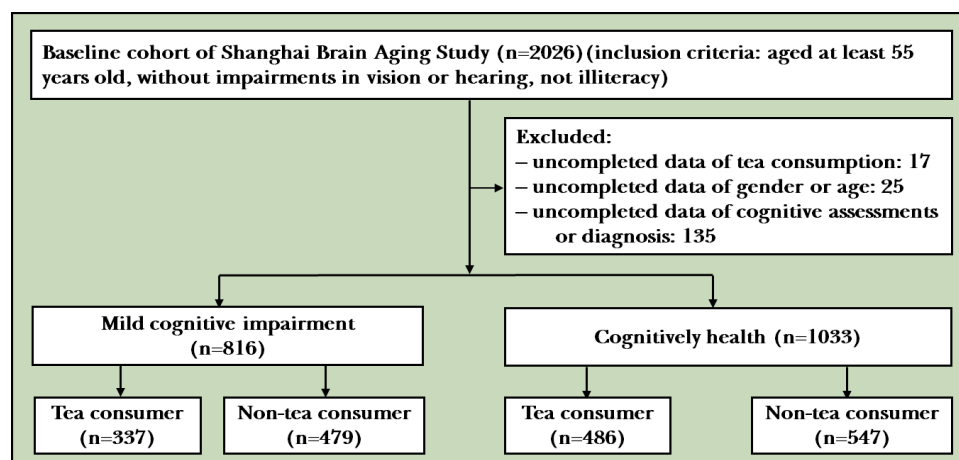 Baseline cohort of Shanghai Brain Aging Study (n=2026) (inclusion criteria: aged at least 55
years old, without impairments in vision or hearing, not illiteracy)
Excluded:
– uncompleted data of tea consumption: 17
– uncompleted data of gender or age: 25
– uncompleted data of cognitive assessments
or diagnosis: 135
Mild cognitive impairment
(n=816)
Cognitively health (n=1033)
Tea consumer
(n=337)
Non-tea consumer
(n=479)
Tea consumer
(n=486)
Non-tea consumer
(n=547)